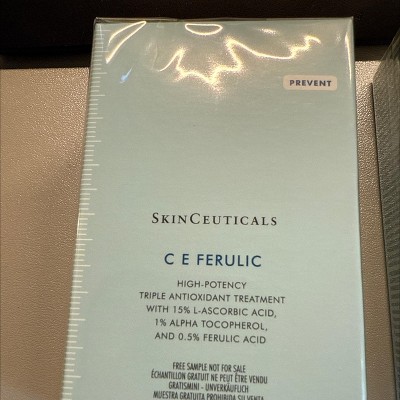 PREVENT
SKINCEUTICALS
C E FERULIC
HIGH-POTENCY
TRIPLE ANTIOXIDANT TREATMENT
WITH 15% L-ASCORBIC ACID,
1% ALPHA TOCOPHEROL,
AND 0.5% FERULIC ACID
FREE SAMPLE NOT FOR SALE
ÉCHANTILLON GRATUIT NE PEUT ÊTRE VENDU
GRATISMINI - UNVERKÄUFLICH
MUESTRA GRATUITA PROHIBIDA SU VENTA